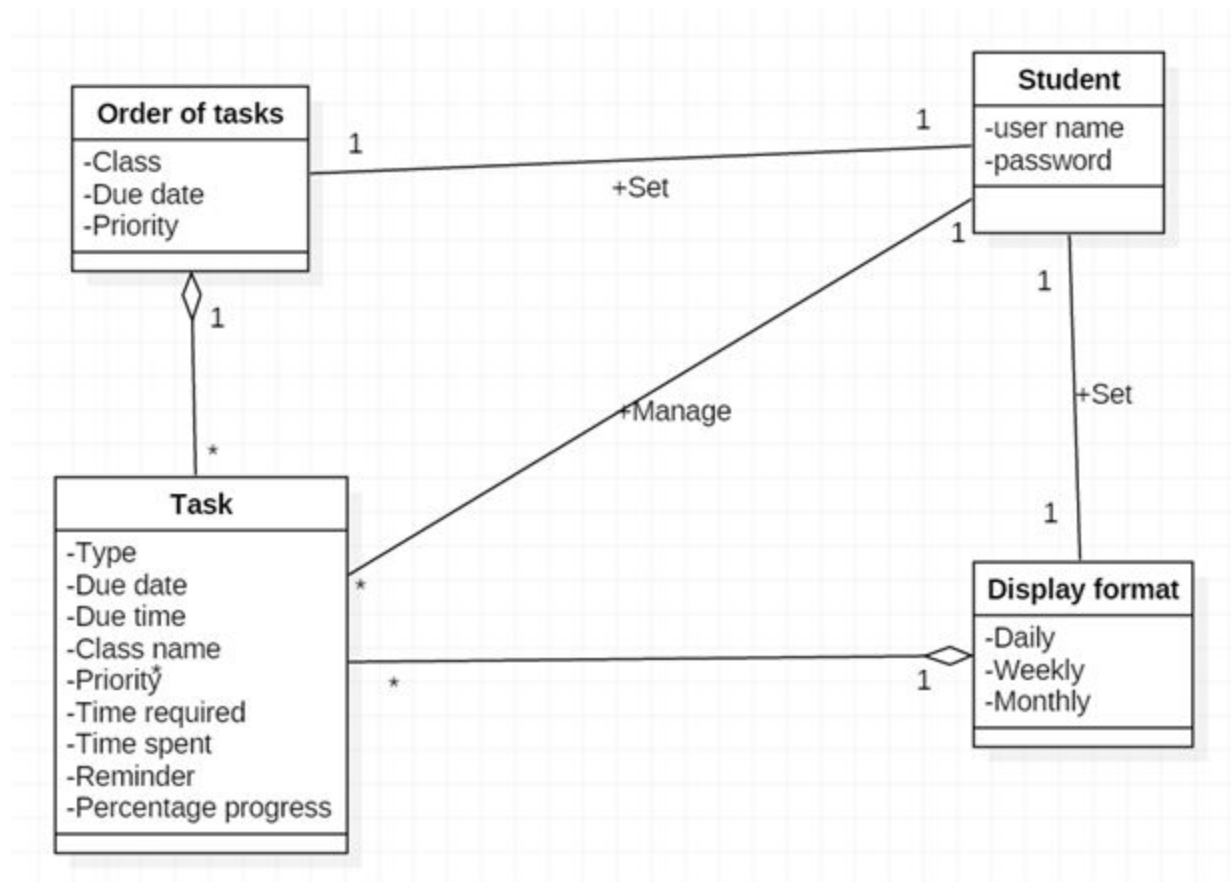 Order of tasks
-Class
-Due date
-Priority
1
1
+Set
Student
-user name
-password
1
*
1
*
+Manage
1
1
+Set
Task
-Type
-Due date
-Due time
-Class name
-Priority
*
-Time required
-Time spent
-Reminder
-Percentage progress
*
1
Display format
-Daily
-Weekly
-Monthly